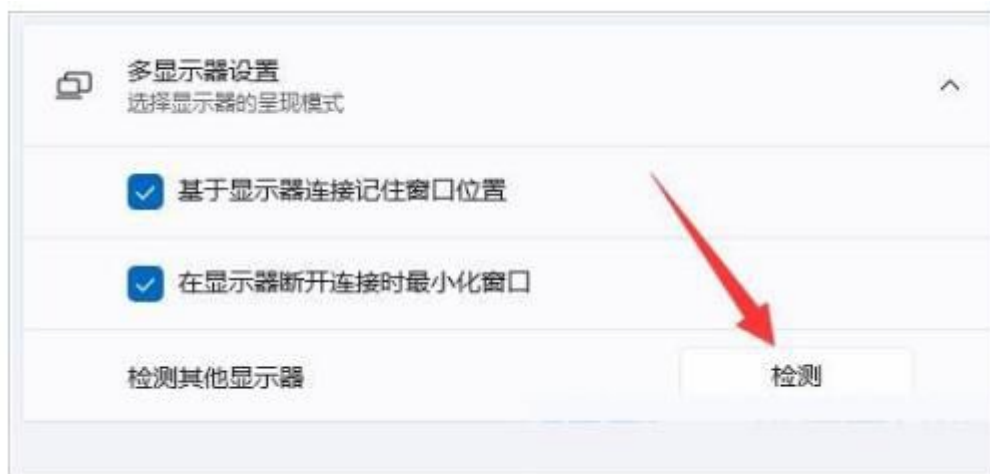 多显示器设置
选择显示器的呈现模式
基于显示器连接记住窗口位置
在显示器断开连接时最小化窗口
检测其他显示器
检测